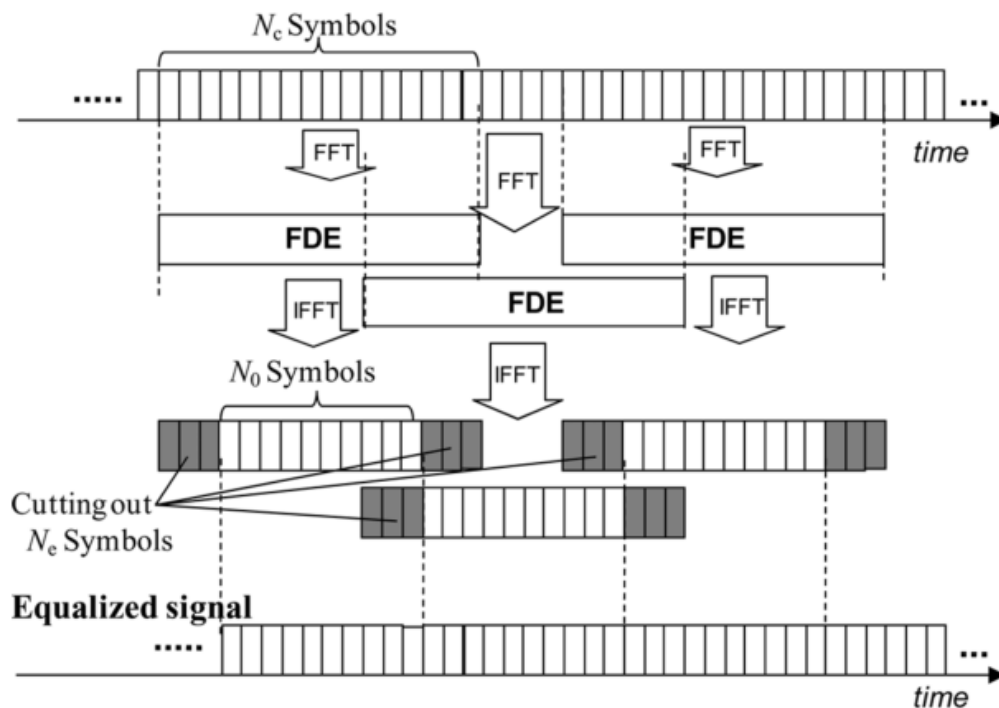 N_c Symbols
..... ...
time
FFT FFT FFT
FDE FDE
FDE
IFFT IFFT
IFFT
N_0 Symbols
Cutting out
N_e Symbols
Equalized signal
..... ...
time